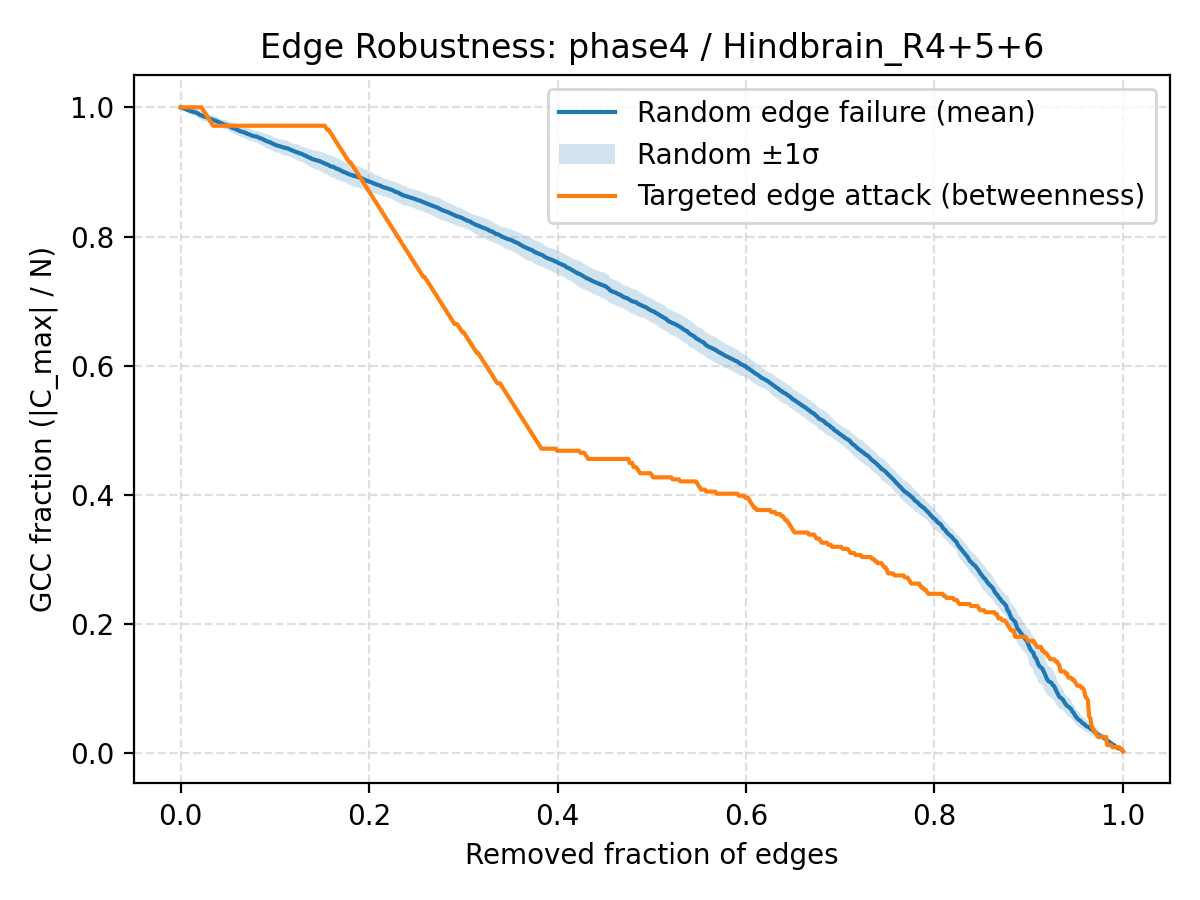 Edge Robustness: phase4 / Hindbrain_R4+5+6
Random edge failure (mean)
Random ±1σ
Targeted edge attack (betweenness)
GCC fraction (|C_max| / N)
1.0
0.8
0.6
0.4
0.2
0.0
0.0 0.2 0.4 0.6 0.8 1.0
Removed fraction of edges